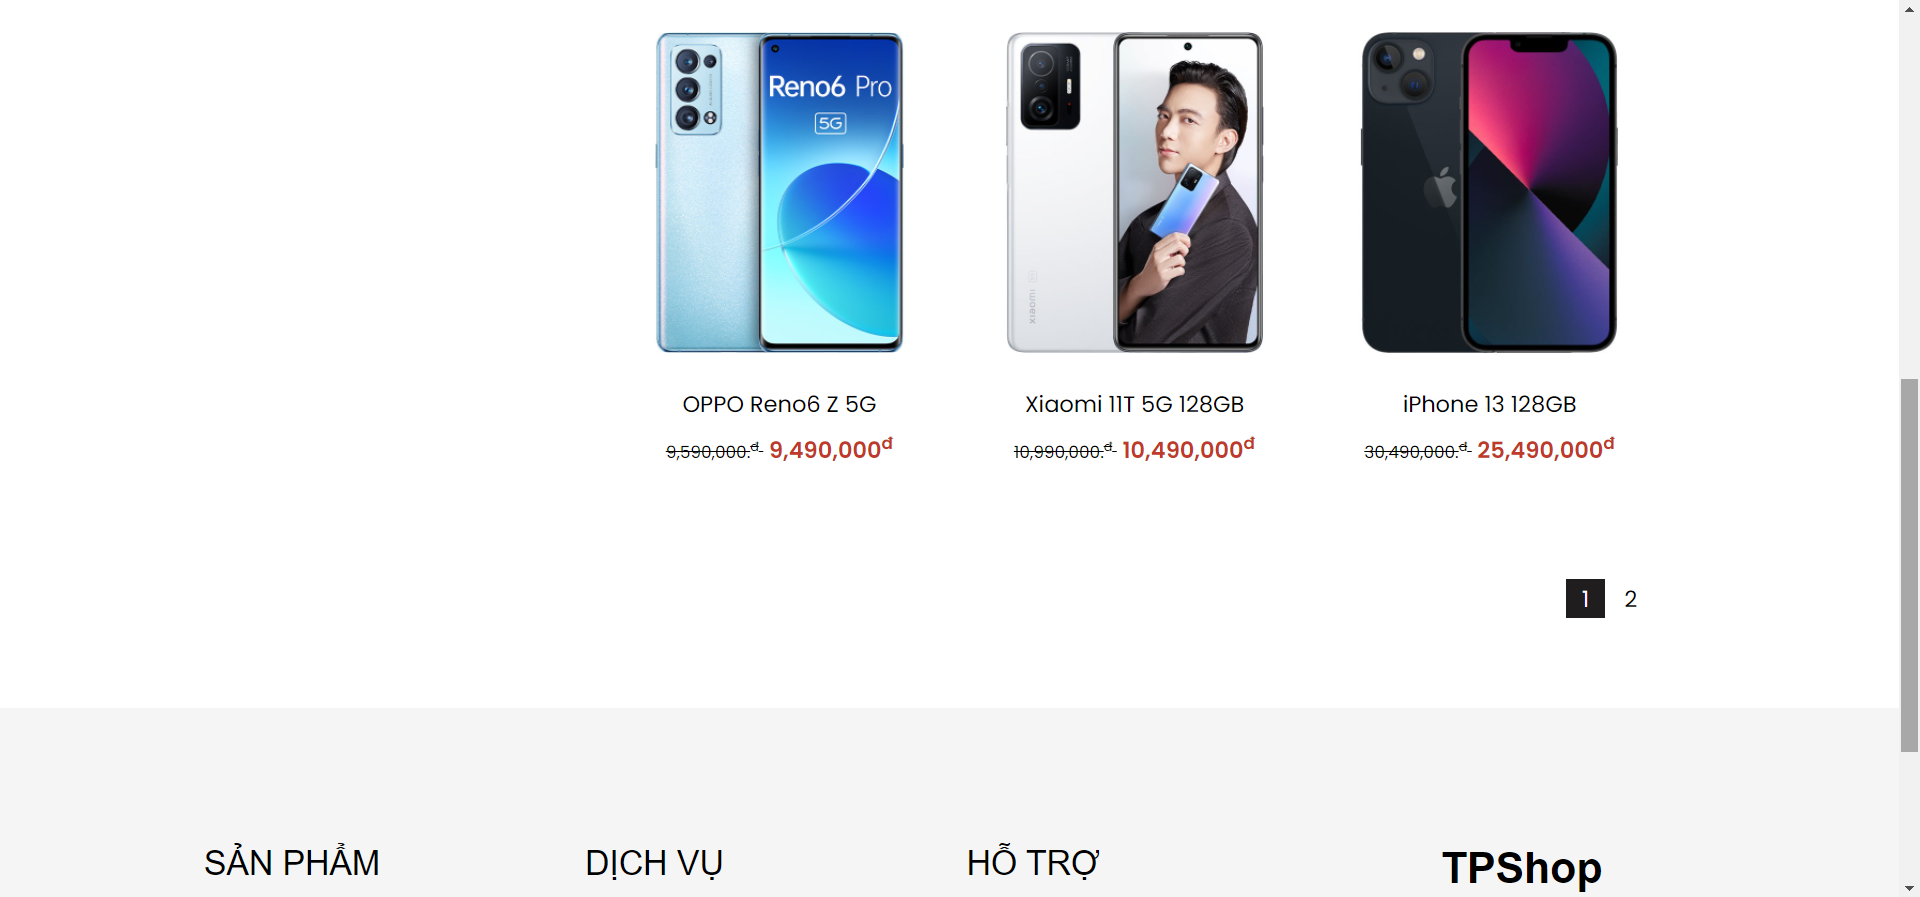 Reno6 Pro
5G
xiaomi
OPPO Reno6 Z 5G
Xiaomi 11T 5G 128GB
iPhone 13 128GB
9,590,000.đ- 9,490,000đ
10,990,000.đ- 10,490,000đ
30,490,000.đ- 25,490,000đ
1 2
SẢN PHẨM
DỊCH VỤ
HỖ TRỢ
TPShop